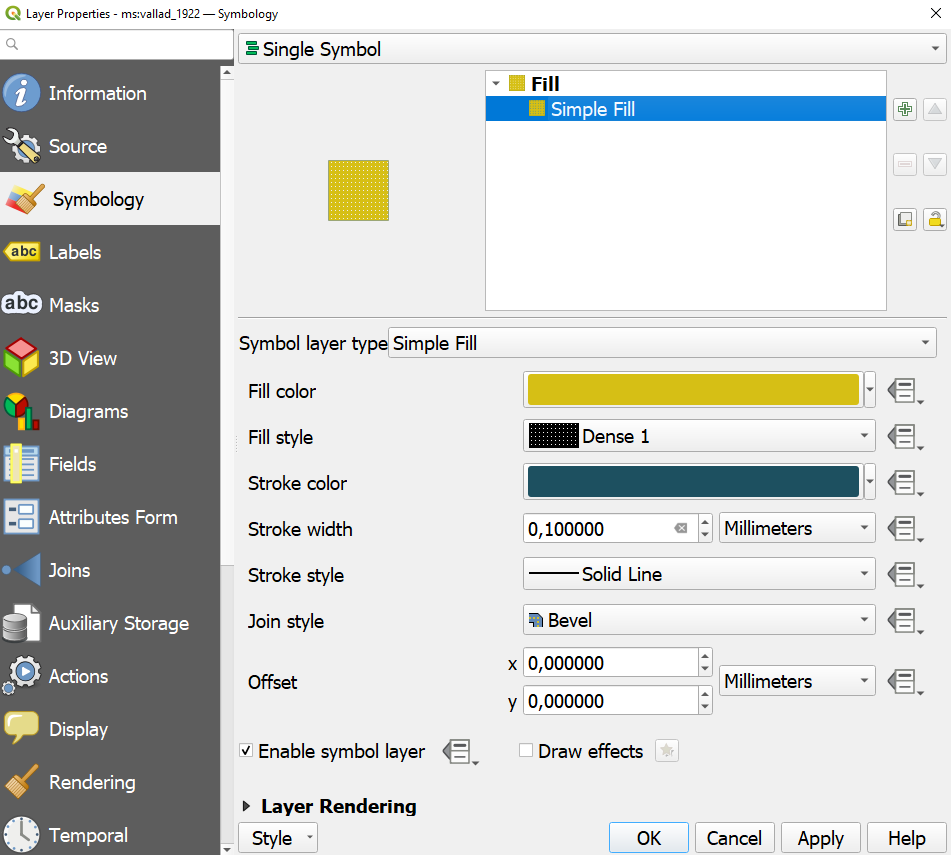 Layer Properties - ms:vallad_1922 — Symbology
Single Symbol
Information
Source
Symbology
abc Labels
abc Masks
3D View
Diagrams
Fields
Attributes Form
Joins
Auxiliary Storage
Actions
Display
Rendering
Temporal
Fill
Simple Fill
Symbol layer type Simple Fill
Fill color
Fill style Dense 1
Stroke color
Stroke width 0,100000 Millimeters
Stroke style Solid Line
Join style Bevel
Offset x 0,000000 Millimeters
y 0,000000
Enable symbol layer Draw effects
Layer Rendering
Style OK Cancel Apply Help